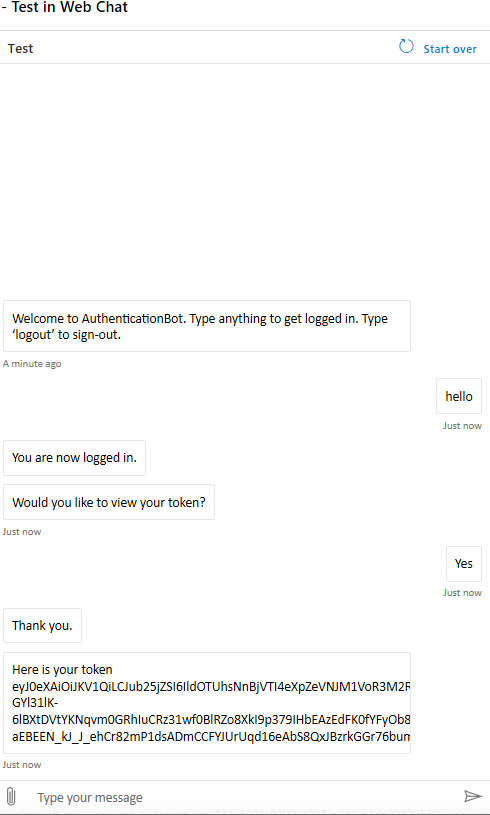 - Test in Web Chat
Test
Start over
Welcome to AuthenticationBot. Type anything to get logged in. Type
'logout' to sign-out.
A minute ago
hello
Just now
You are now logged in.
Would you like to view your token?
Just now
Yes
Just now
Thank you.
Here is your token
eyJ0eXAiOiJKV1QiLCJub25jZSI6IldOTUhsNnBjVTI4eXpZeVNJM1VoR3M2R
GYl31lK-
6lBXtDVtYKNqvm0GRhIuCRz31wf0BlRZo8XkI9p379IHbEAzEdFK0fYFyOb8
aEBEEN_kJ_J_ehCr82mP1dsADmCCFYJUrUqd16eAbS8QxJBzrkGGr76bum
Just now
Type your message